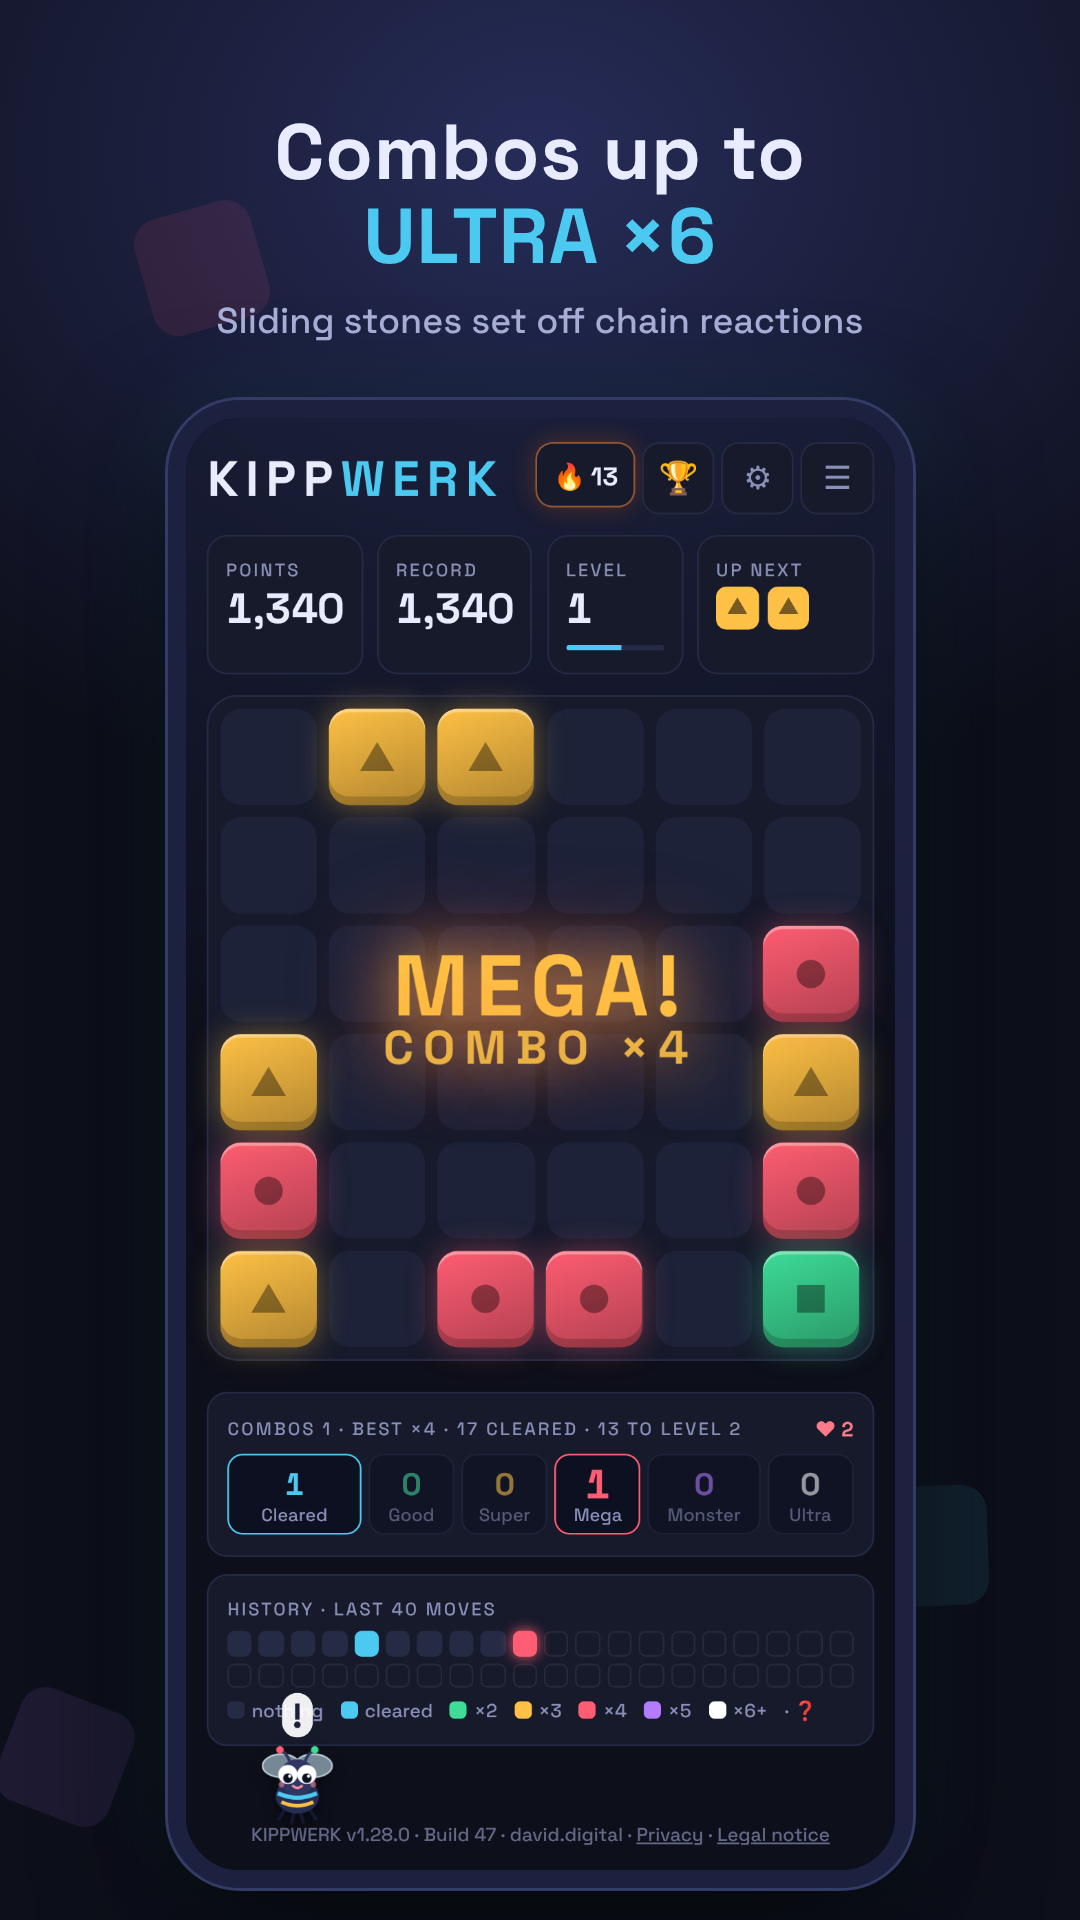 Combos up to
ULTRA ×6
Sliding stones set off chain reactions
KIPPWERK
13
POINTS
1,340
RECORD
1,340
LEVEL
1
UP NEXT
MEGA!
COMBO ×4
COMBOS 1 · BEST ×4 · 17 CLEARED · 13 TO LEVEL 2
2
1
Cleared
0
Good
0
Super
1
Mega
0
Monster
0
Ultra
HISTORY · LAST 40 MOVES
nothing
cleared
×2
×3
×4
×5
×6+
· ❓
!
KIPPWERK v1.28.0 · Build 47 · david.digital · Privacy · Legal notice